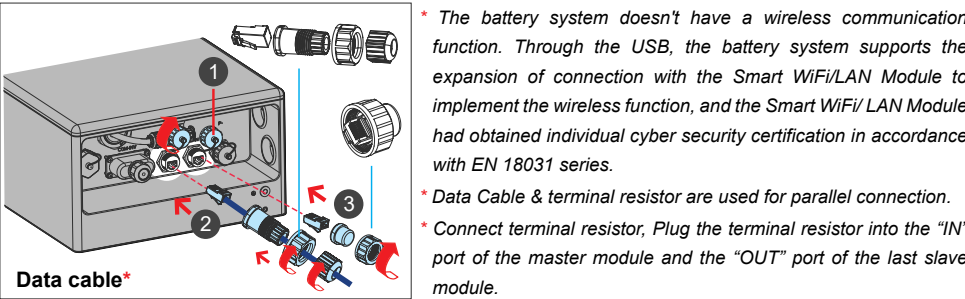 1
2
3
Data cable*
* The battery system doesn't have a wireless communication
function. Through the USB, the battery system supports the
expansion of connection with the Smart WiFi/LAN Module to
implement the wireless function, and the Smart WiFi/ LAN Module
had obtained individual cyber security certification in accordance
with EN 18031 series.
* Data Cable & terminal resistor are used for parallel connection.
* Connect terminal resistor, Plug the terminal resistor into the “IN”
port of the master module and the “OUT” port of the last slave
module.